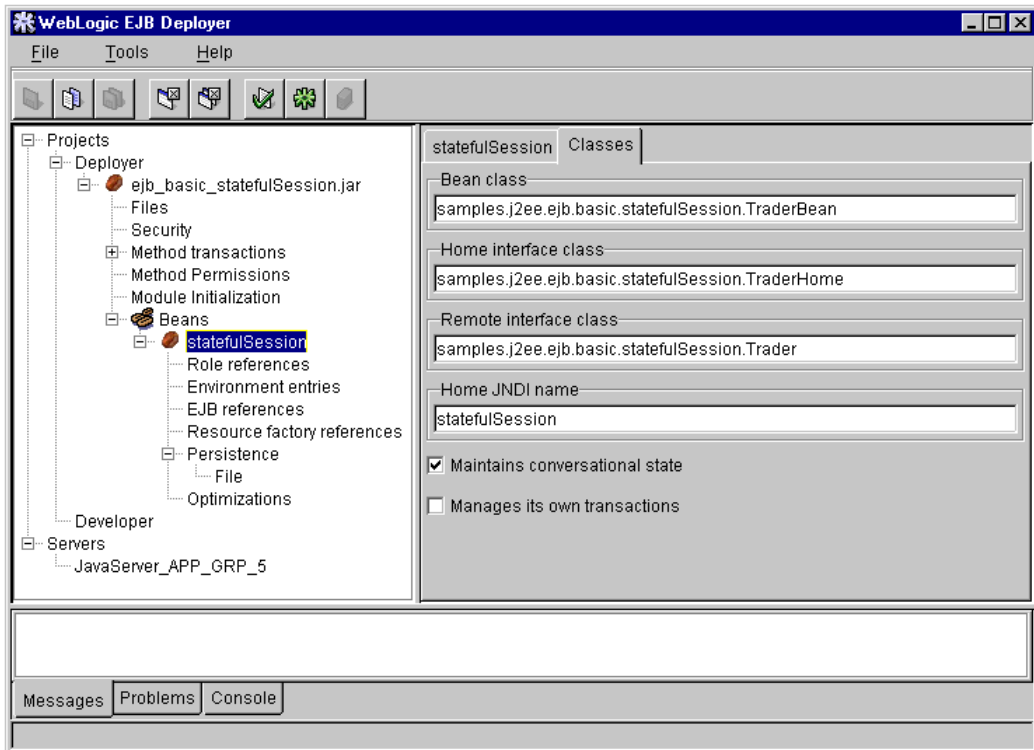 WebLogic EJB Deployer
File Tools Help
Projects
Deployer
ejb_basic_statefulSession.jar
Files
Security
Method transactions
Method Permissions
Module Initialization
Beans
statefulSession
Role references
Environment entries
EJB references
Resource factory references
Persistence
File
Optimizations
Developer
Servers
JavaServer_APP_GRP_5
statefulSession Classes
Bean class
samples.j2ee.ejb.basic.statefulSession.TraderBean
Home interface class
samples.j2ee.ejb.basic.statefulSession.TraderHome
Remote interface class
samples.j2ee.ejb.basic.statefulSession.Trader
Home JNDI name
statefulSession
Maintains conversational state
Manages its own transactions
Messages Problems Console